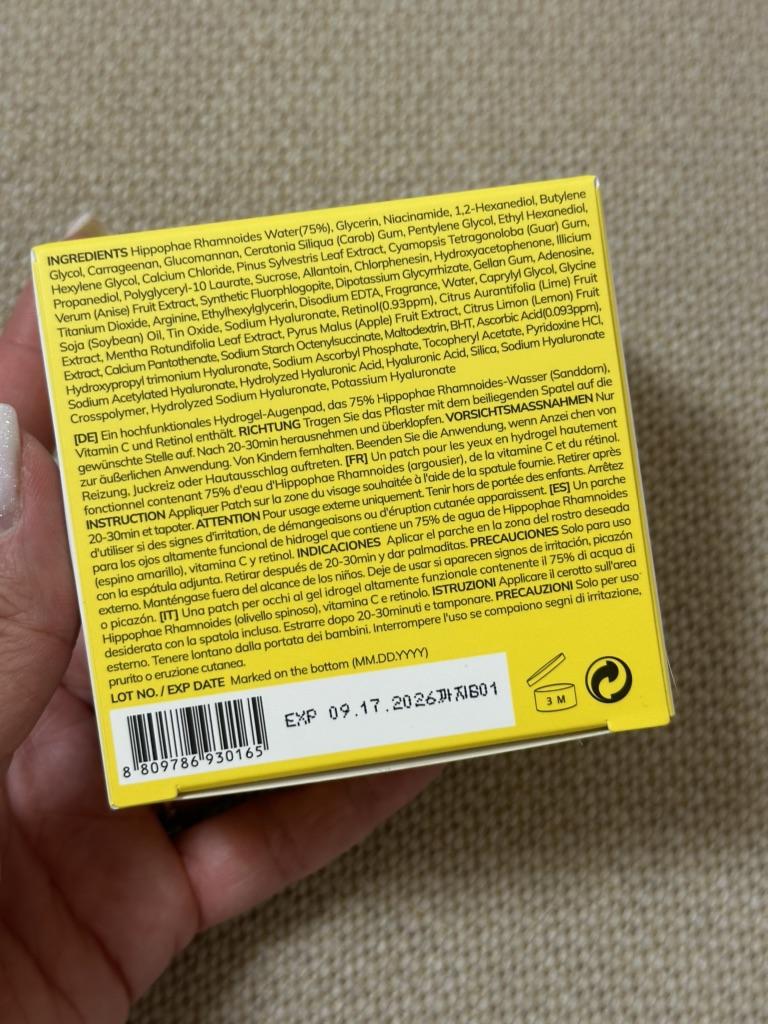 INGREDIENTS Hippophae Rhamnoides Water(75%), Glycerin, Niacinamide, 1,2-Hexanediol, Butylene
Glycol, Carrageenan, Glucomannan, Ceratonia Siliqua (Carob) Gum, Pentylene Glycol, Ethyl Hexanediol,
Hexylene Glycol, Calcium Chloride, Pinus Sylvestris Leaf Extract, Cyamopsis Tetragonoloba (Guar) Gum,
Propanediol, Polyglyceryl-10 Laurate, Sucrose, Allantoin, Chlorphenesin, Hydroxyacetophenone, Illicium
Verum (Anise) Fruit Extract, Synthetic Fluorphlogopite, Dipotassium Glycyrrhizate, Gellan Gum, Adenosine,
Titanium Dioxide, Arginine, Ethylhexylglycerin, Disodium EDTA, Fragrance, Water, Caprylyl Glycol, Glycine
Soja (Soybean) Oil, Tin Oxide, Sodium Hyaluronate, Retinol(0.93ppm), Citrus Aurantifolia (Lime) Fruit
Extract, Mentha Rotundifolia Leaf Extract, Pyrus Malus (Apple) Fruit Extract, Citrus Limon (Lemon) Fruit
Extract, Calcium Pantothenate, Sodium Starch Octenylsuccinate, Maltodextrin, BHT, Ascorbic Acid(0.093ppm),
Hydroxypropyl trimonium Hyaluronate, Sodium Ascorbyl Phosphate, Tocopheryl Acetate, Pyridoxine HCl,
Sodium Acetylated Hyaluronate, Hydrolyzed Hyaluronic Acid, Hyaluronic Acid, Silica, Sodium Hyaluronate
Crosspolymer, Hydrolyzed Sodium Hyaluronate, Potassium Hyaluronate
[DE] Ein hochfunktionales Hydrogel-Augenpad, das 75% Hippophae Rhamnoides-Wasser (Sanddorn),
Vitamin C und Retinol enthält. RICHTUNG Tragen Sie das Pflaster mit dem beiliegenden Spatel auf die
gewünschte Stelle auf. Nach 20-30min herausnehmen und überklopfen. VORSICHTSMASSNAHMEN Nur
zur äußerlichen Anwendung. Von Kindern fernhalten. Beenden Sie die Anwendung, wenn Anzei chen von
Reizung, Juckreiz oder Hautausschlag auftreten. [FR] Un patch pour les yeux en hydrogel hautement
fonctionnel contenant 75% d'eau d'Hippophae Rhamnoides (argousier), de la vitamine C et du rétinol.
INSTRUCTION Appliquer Patch sur la zone du visage souhaitée à l'aide de la spatule fournie. Retirer après
20-30min et tapoter. ATTENTION Pour usage externe uniquement. Tenir hors de portée des enfants. Arrêtez
d'utiliser si des signes d'irritation, de démangeaisons ou d'éruption cutanée apparaissent. [ES] Un parche
para los ojos altamente funcional de hidrogel que contiene un 75% de agua de Hippophae Rhamnoides
(espino amarillo), vitamina C y retinol. INDICACIONES Aplicar el parche en la zona del rostro deseada
con la espátula adjunta. Retirar después de 20-30min y dar palmaditas. PRECAUCIONES Solo para uso
externo. Manténgase fuera del alcance de los niños. Deje de usar si aparecen signos de irritación, picazón
o picazón. [IT] Una patch per occhi al gel idrogel altamente funzionale contenente il 75% di acqua di
Hippophae Rhamnoides (olivello spinoso), vitamina C e retinolo. ISTRUZIONI Applicare il cerotto sull'area
desiderata con la spatola inclusa. Estrarre dopo 20-30minuti e tamponare. PRECAUZIONI Solo per uso
esterno. Tenere lontano dalla portata dei bambini. Interrompere l'uso se compaiono segni di irritazione,
prurito o eruzione cutanea.
LOT NO. / EXP DATE Marked on the bottom (MM.DD.YYYY)
EXP 09.17.2026까지B01
3 M
8 809786 930165